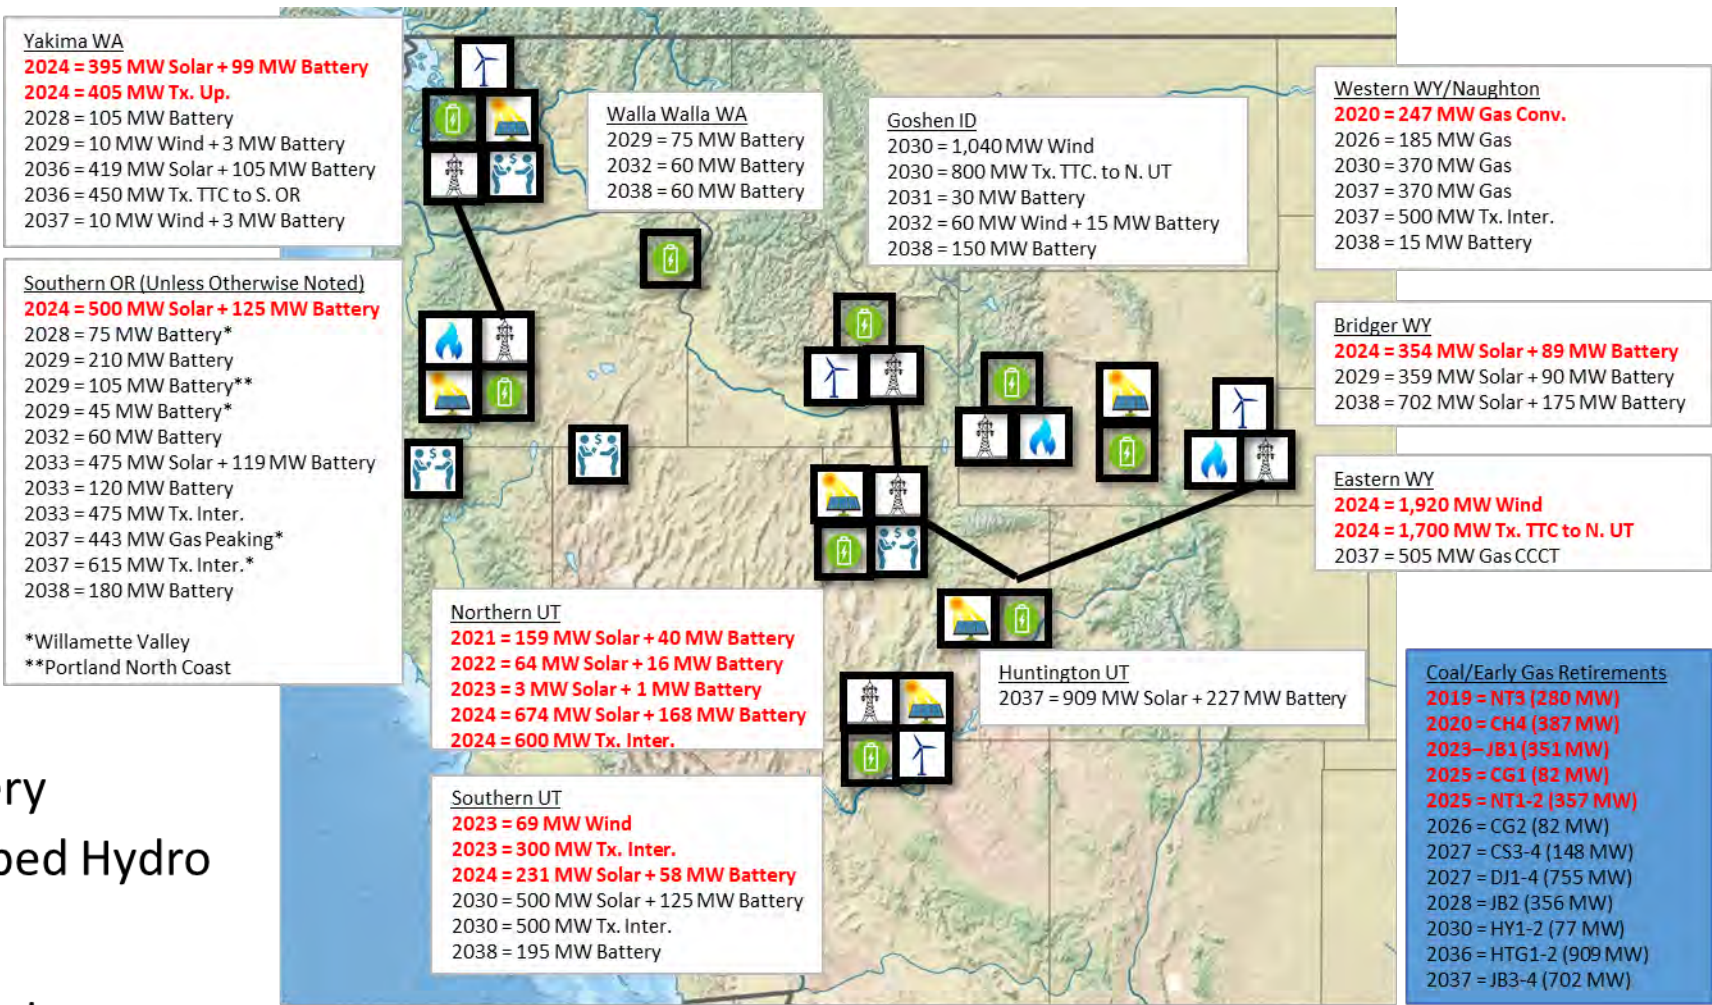 Yakima WA
2024 = 395 MW Solar + 99 MW Battery
2024 = 405 MW Tx. Up.
2028 = 105 MW Battery
2029 = 10 MW Wind + 3 MW Battery
2036 = 419 MW Solar + 105 MW Battery
2036 = 450 MW Tx. TTC to S. OR
2037 = 10 MW Wind + 3 MW Battery
Walla Walla WA
2029 = 75 MW Battery
2032 = 60 MW Battery
2038 = 60 MW Battery
Goshen ID
2030 = 1,040 MW Wind
2030 = 800 MW Tx. TTC. to N. UT
2031 = 30 MW Battery
2032 = 60 MW Wind + 15 MW Battery
2038 = 150 MW Battery
Western WY/Naughton
2020 = 247 MW Gas Conv.
2026 = 185 MW Gas
2030 = 370 MW Gas
2037 = 370 MW Gas
2037 = 500 MW Tx. Inter.
2038 = 15 MW Battery
Southern OR (Unless Otherwise Noted)
2024 = 500 MW Solar + 125 MW Battery
2028 = 75 MW Battery*
2029 = 210 MW Battery
2029 = 105 MW Battery**
2029 = 45 MW Battery*
2032 = 60 MW Battery
2033 = 475 MW Solar + 119 MW Battery
2033 = 120 MW Battery
2033 = 475 MW Tx. Inter.
2037 = 443 MW Gas Peaking*
2037 = 615 MW Tx. Inter.*
2038 = 180 MW Battery
*Willamette Valley
**Portland North Coast
Bridger WY
2024 = 354 MW Solar + 89 MW Battery
2029 = 359 MW Solar + 90 MW Battery
2038 = 702 MW Solar + 175 MW Battery
Eastern WY
2024 = 1,920 MW Wind
2024 = 1,700 MW Tx. TTC to N. UT
2037 = 505 MW Gas CCCT
Northern UT
2021 = 159 MW Solar + 40 MW Battery
2022 = 64 MW Solar + 16 MW Battery
2023 = 3 MW Solar + 1 MW Battery
2024 = 674 MW Solar + 168 MW Battery
2024 = 600 MW Tx. Inter.
Huntington UT
2037 = 909 MW Solar + 227 MW Battery
Southern UT
2023 = 69 MW Wind
2023 = 300 MW Tx. Inter.
2024 = 231 MW Solar + 58 MW Battery
2030 = 500 MW Solar + 125 MW Battery
2030 = 500 MW Tx. Inter.
2038 = 195 MW Battery
Coal/Early Gas Retirements
2019 = NT3 (280 MW)
2020 = CH4 (387 MW)
2023– JB1 (351 MW)
2025 = CG1 (82 MW)
2025 = NT1-2 (357 MW)
2026 = CG2 (82 MW)
2027 = CS3-4 (148 MW)
2027 = DJ1-4 (755 MW)
2028 = JB2 (356 MW)
2030 = HY1-2 (77 MW)
2036 = HTG1-2 (909 MW)
2037 = JB3-4 (702 MW)
ery
ped Hydro